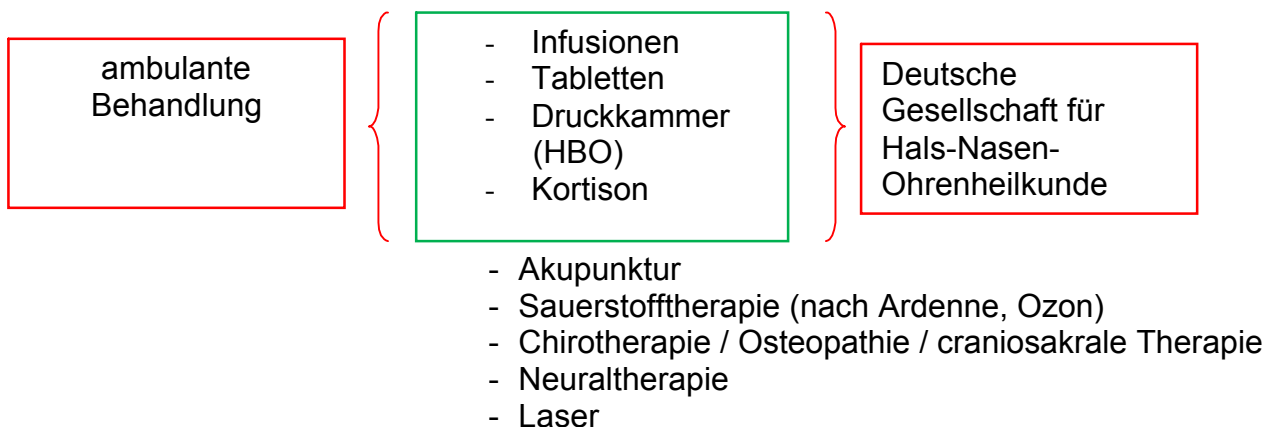 ambulante
Behandlung
- Infusionen
- Tabletten
- Druckkammer
(HBO)
- Kortison
Deutsche
Gesellschaft für
Hals-Nasen-
Ohrenheilkunde
- Akupunktur
- Sauerstofftherapie (nach Ardenne, Ozon)
- Chirotherapie / Osteopathie / craniosakrale Therapie
- Neuraltherapie
- Laser